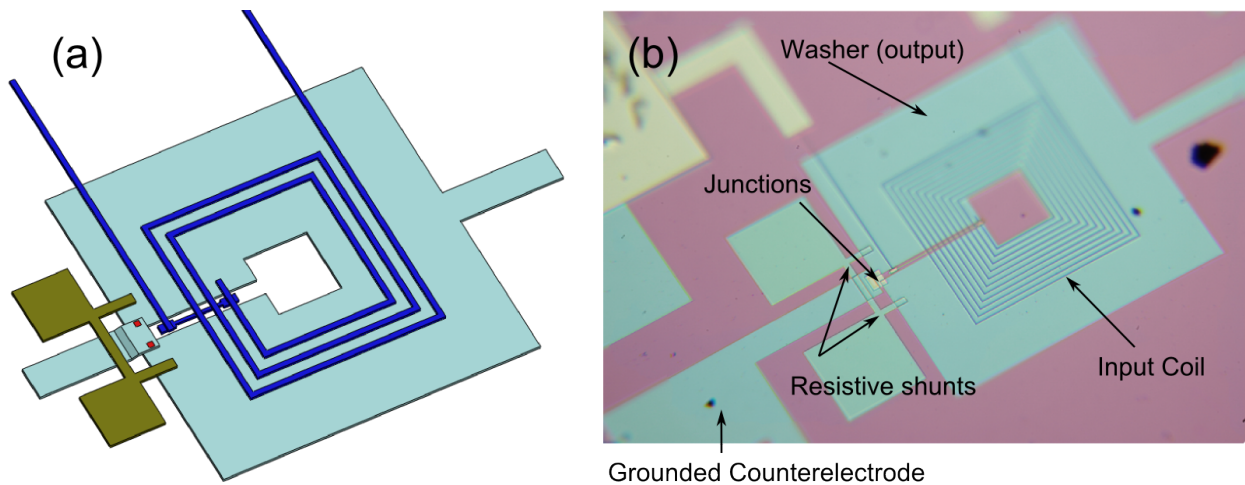 (a)
(b)
Washer (output)
Junctions
Resistive shunts
Input Coil
Grounded Counterelectrode